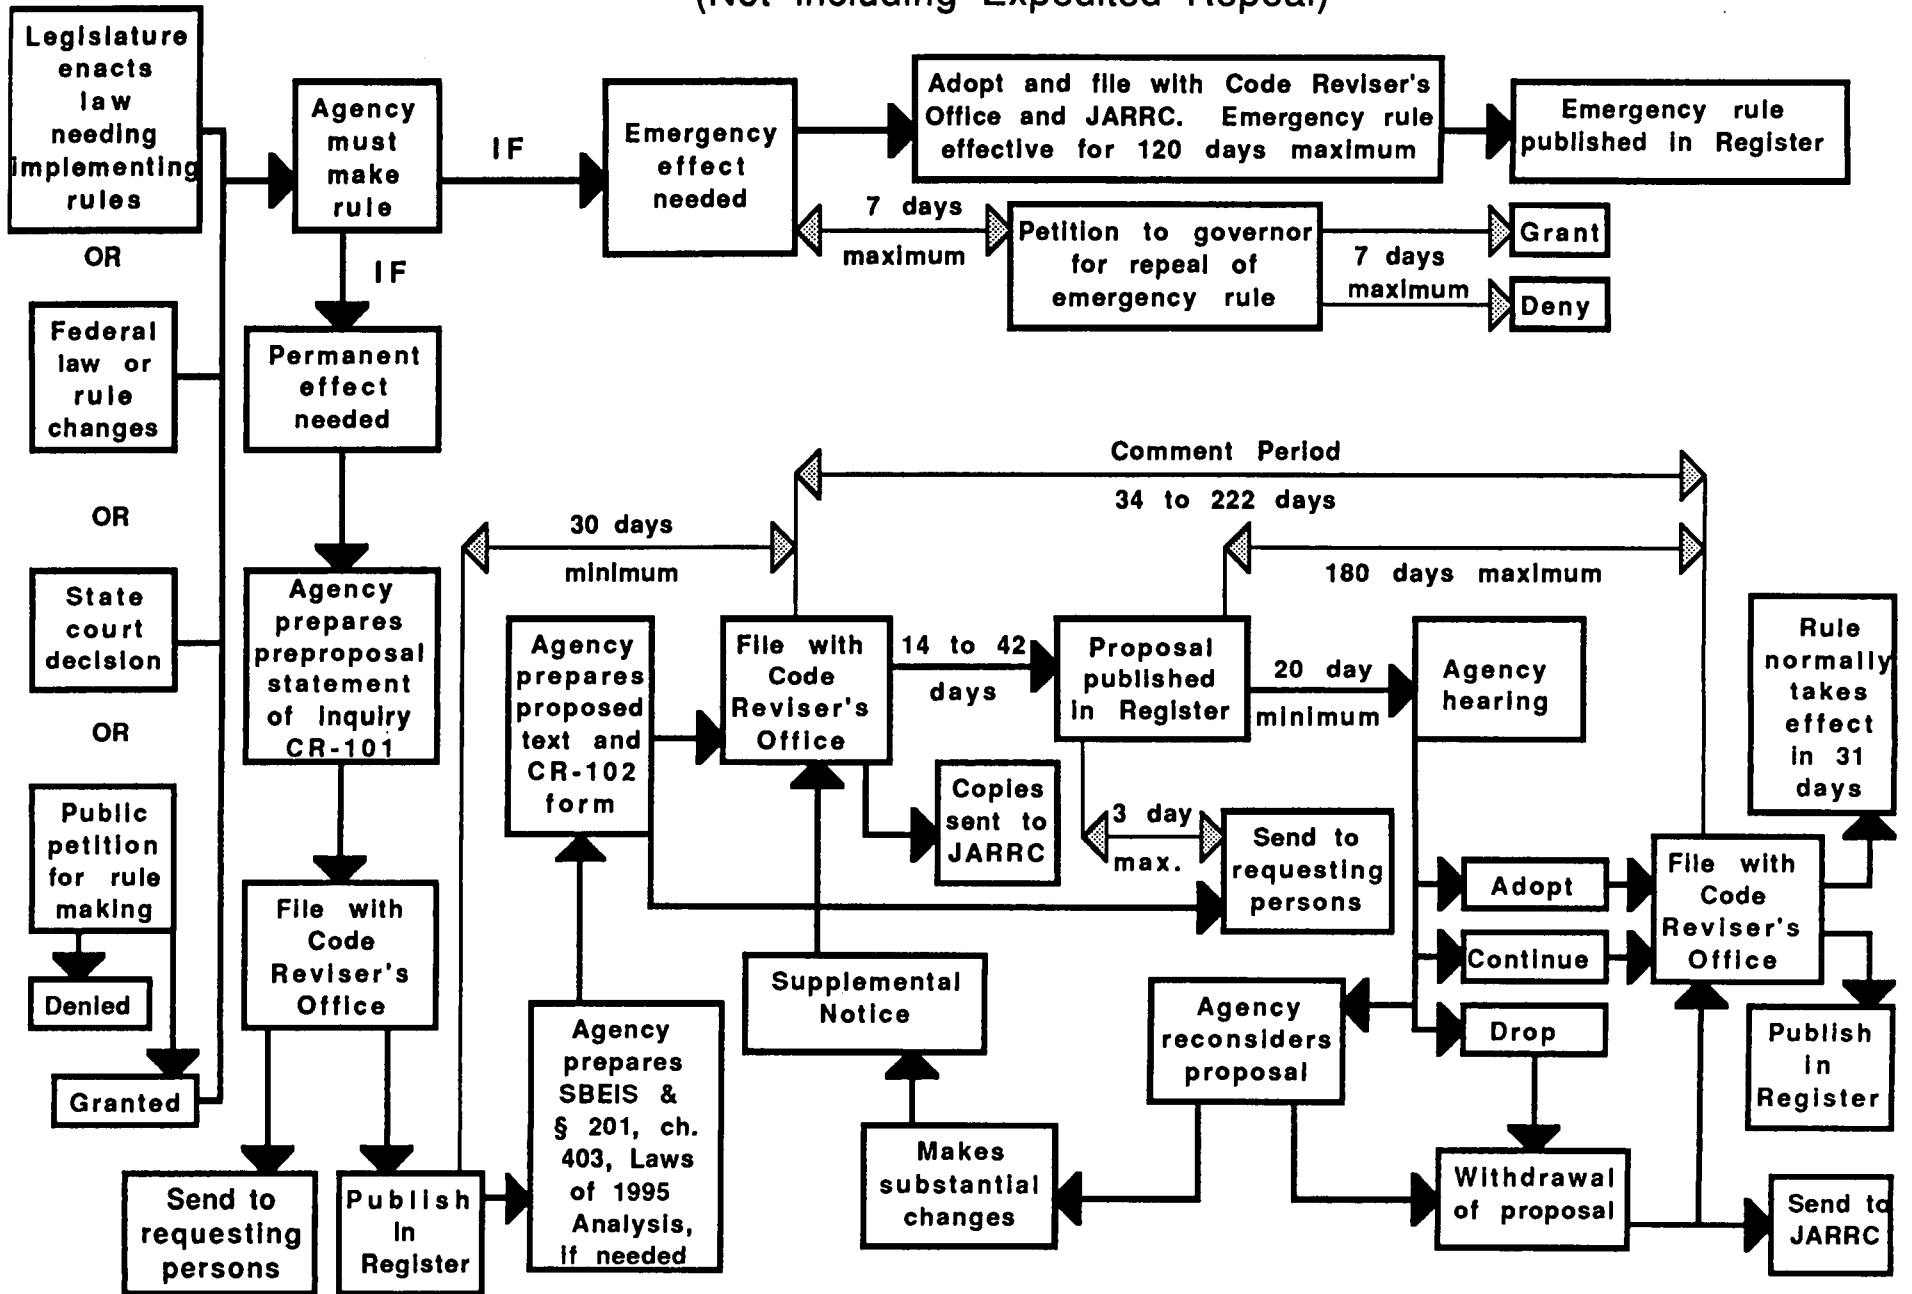 (Not Including Expedited Repeal)
Legislature
enacts
law
needing
implementing
rules
OR
Federal
law or
rule
changes
OR
State
court
decision
OR
Public
petition
for rule
making
Denied
Granted
Agency
must
make
rule
IF
Emergency
effect
needed
Adopt and file with Code Reviser's
Office and JARRC. Emergency rule
effective for 120 days maximum
Emergency rule
published in Register
7 days
maximum
Petition to governor
for repeal of
emergency rule
7 days
maximum
Grant
Deny
IF
Permanent
effect
needed
Agency
prepares
preproposal
statement
of Inquiry
CR-101
File with
Code
Reviser's
Office
Send to
requesting
persons
Publish
in
Register
30 days
minimum
Agency
prepares
SBEIS &
§ 201, ch.
403, Laws
of 1995
Analysis,
if needed
Agency
prepares
proposed
text and
CR-102
form
Comment Period
34 to 222 days
180 days maximum
File with
Code
Reviser's
Office
14 to 42
days
Copies
sent to
JARRC
Proposal
published
in Register
20 day
minimum
3 day
max.
Send to
requesting
persons
Agency
hearing
Adopt
Continue
Drop
File with
Code
Reviser's
Office
Rule
normally
takes
effect
in 31
days
Publish
in
Register
Supplemental
Notice
Makes
substantial
changes
Agency
reconsiders
proposal
Withdrawal
of proposal
Send to
JARRC